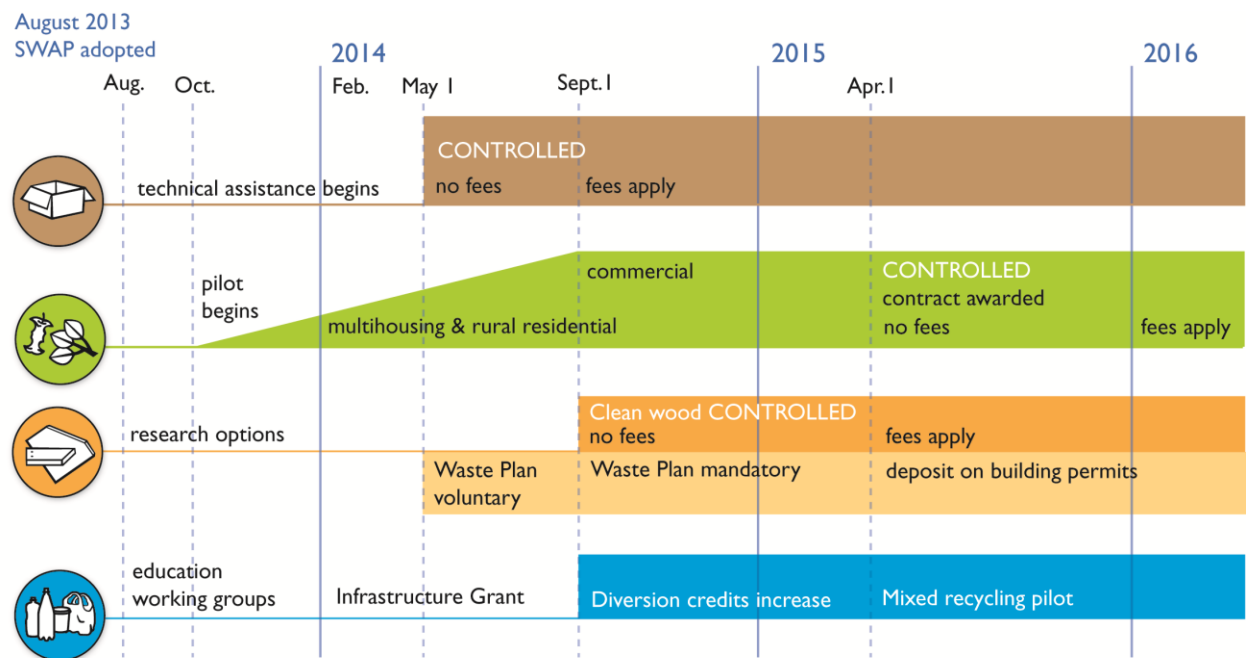 August 2013
SWAP adopted
2014
2015
2016
Aug.
Oct.
Feb.
May 1
Sept.1
Apr.1
CONTROLLED
technical assistance begins
no fees
fees apply
pilot
begins
commercial
CONTROLLED
contract awarded
multihousing & rural residential
no fees
fees apply
Clean wood CONTROLLED
research options
no fees
fees apply
Waste Plan
voluntary
Waste Plan mandatory
deposit on building permits
education
working groups
Infrastructure Grant
Diversion credits increase
Mixed recycling pilot